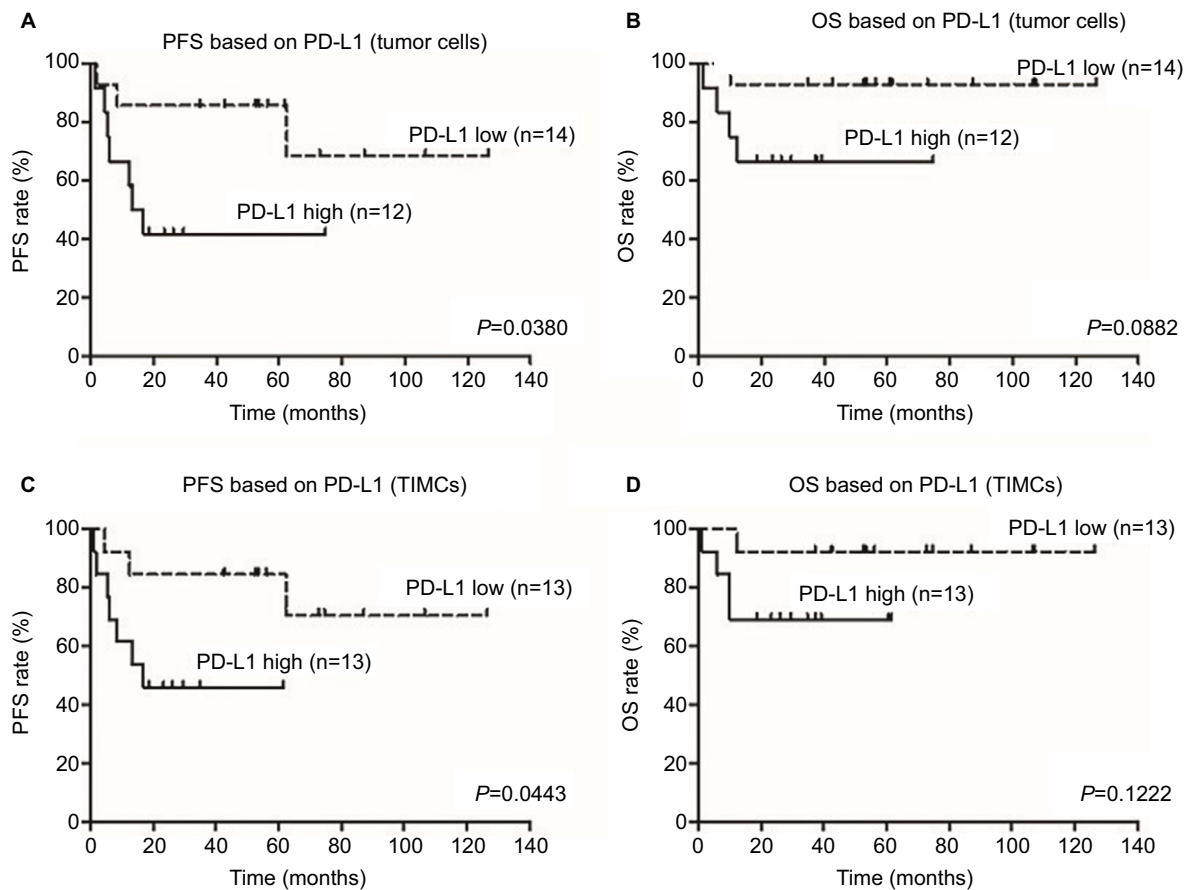 A
PFS based on PD-L1 (tumor cells)
100
80
60
40
20
0
PFS rate (%)
PD-L1 low (n=14)
PD-L1 high (n=12)
P=0.0380
0 20 40 60 80 100 120 140
Time (months)
B
OS based on PD-L1 (tumor cells)
100
80
60
40
20
0
OS rate (%)
PD-L1 low (n=14)
PD-L1 high (n=12)
P=0.0882
0 20 40 60 80 100 120 140
Time (months)
C
PFS based on PD-L1 (TIMCs)
100
80
60
40
20
0
PFS rate (%)
PD-L1 low (n=13)
PD-L1 high (n=13)
P=0.0443
0 20 40 60 80 100 120 140
Time (months)
D
OS based on PD-L1 (TIMCs)
100
80
60
40
20
0
OS rate (%)
PD-L1 low (n=13)
PD-L1 high (n=13)
P=0.1222
0 20 40 60 80 100 120 140
Time (months)